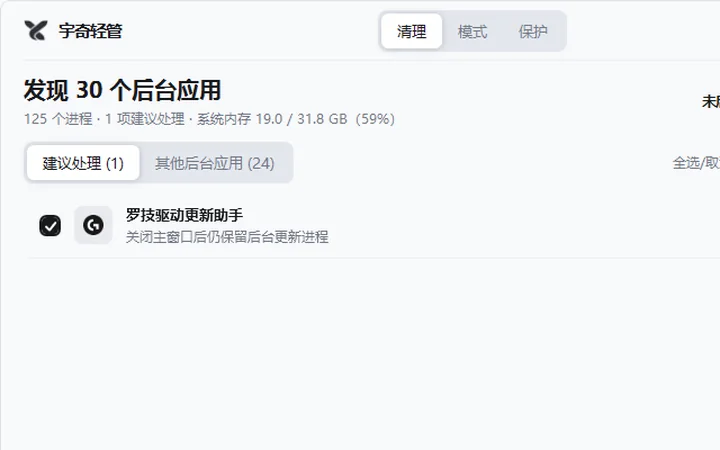 宇奇轻管
清理 模式 保护
发现 30 个后台应用
125 个进程 · 1 项建议处理 · 系统内存 19.0 / 31.8 GB（59%）
未
建议处理 (1) 其他后台应用 (24)
全选/取
罗技驱动更新助手
关闭主窗口后仍保留后台更新进程